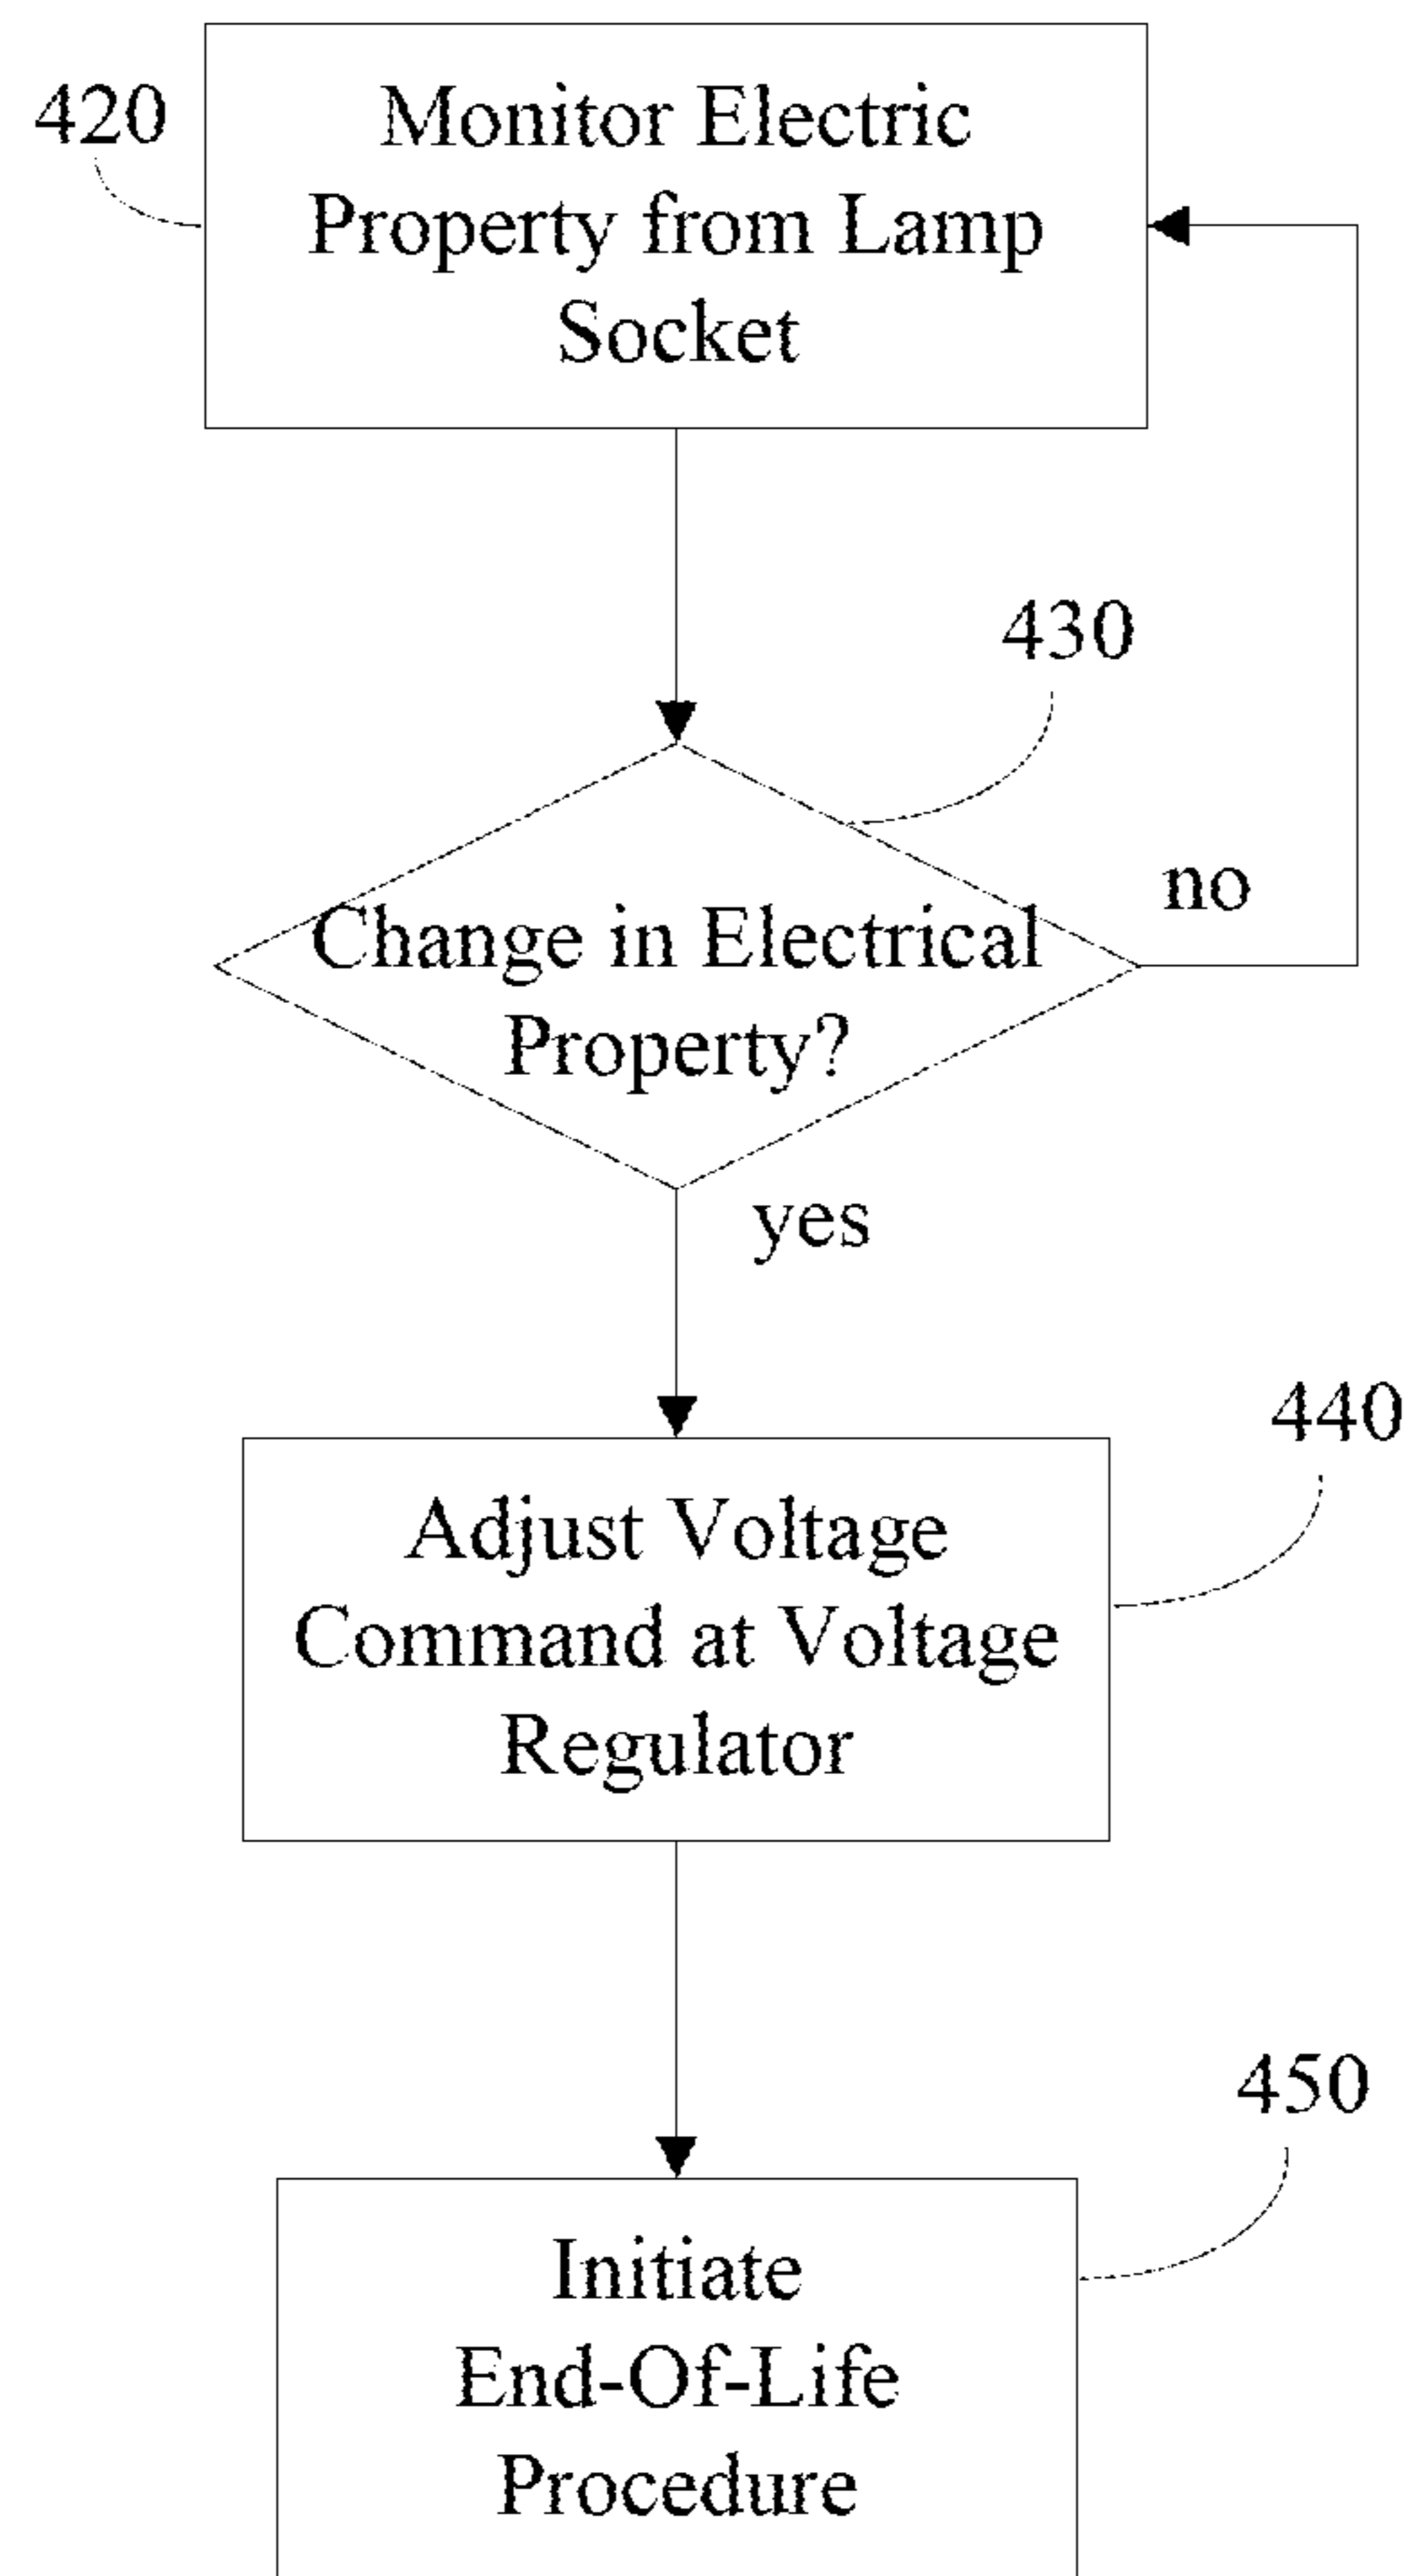 420
Monitor Electric
Property from Lamp
Socket
430
no
Change in Electrical
Property?
yes
440
Adjust Voltage
Command at Voltage
Regulator
450
Initiate
End-Of-Life
Procedure